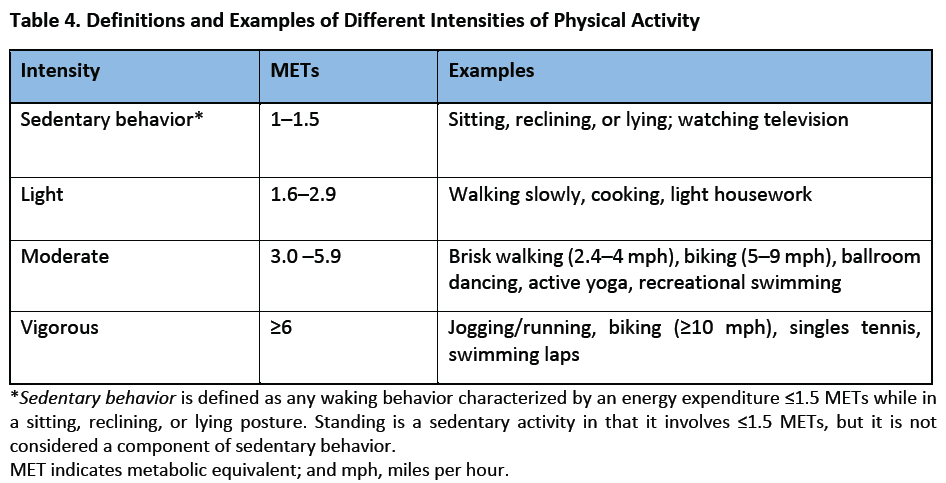 Table 4. Definitions and Examples of Different Intensities of Physical Activity
Intensity METs Examples
Sedentary behavior* 1–1.5 Sitting, reclining, or lying; watching television
Light 1.6–2.9 Walking slowly, cooking, light housework
Moderate 3.0 –5.9 Brisk walking (2.4–4 mph), biking (5–9 mph), ballroom
dancing, active yoga, recreational swimming
Vigorous ≥6 Jogging/running, biking (≥10 mph), singles tennis,
swimming laps
*Sedentary behavior is defined as any waking behavior characterized by an energy expenditure ≤1.5 METs while in
a sitting, reclining, or lying posture. Standing is a sedentary activity in that it involves ≤1.5 METs, but it is not
considered a component of sedentary behavior.
MET indicates metabolic equivalent; and mph, miles per hour.